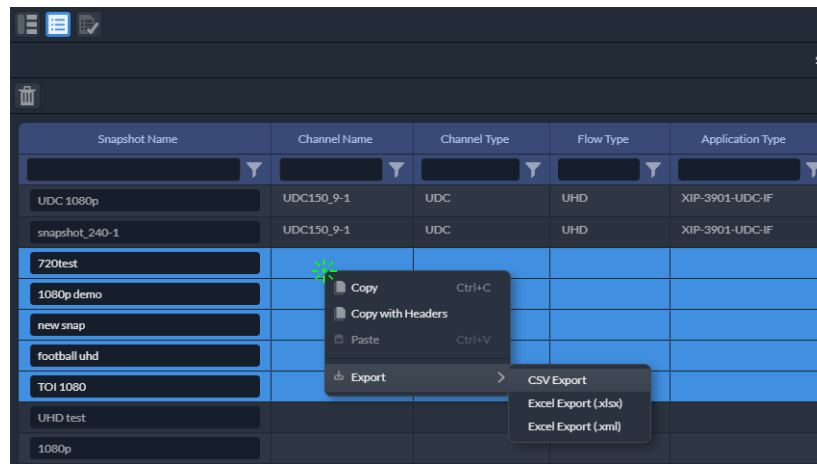 Snapshot Name Channel Name Channel Type Flow Type Application Type
UDC 1080p UDC150_9-1 UDC UHD XIP-3901-UDC-IF
snapshot_240-1 UDC150_9-1 UDC UHD XIP-3901-UDC-IF
720test
1080p demo
new snap
football uhd
TOI 1080
UHD test
1080p
Copy Ctrl+C
Copy with Headers
Paste Ctrl+V
Export
CSV Export
Excel Export (.xlsx)
Excel Export (.xml)